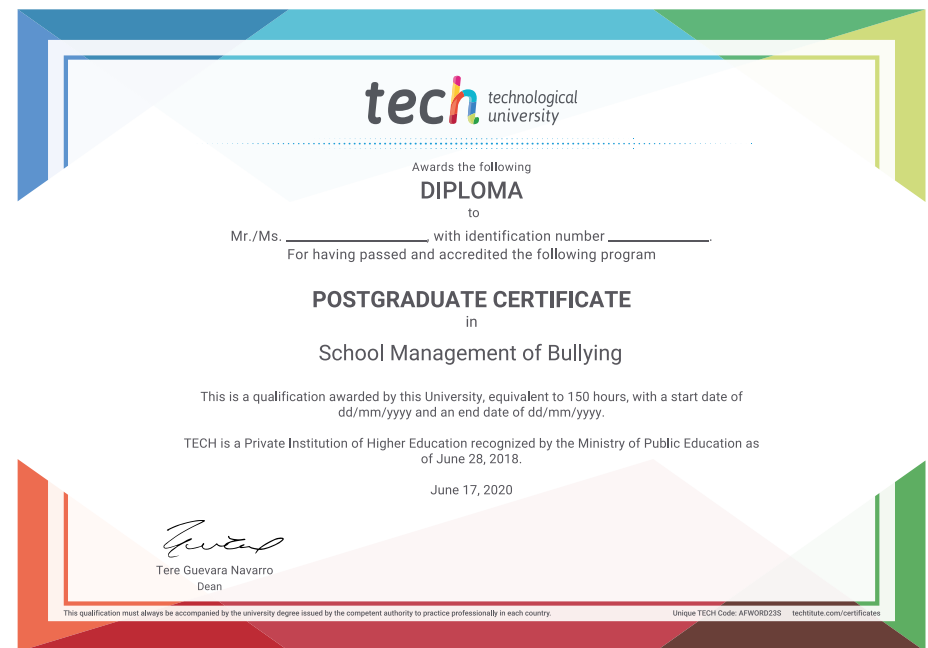 tech technological
university
Awards the following
DIPLOMA
to
Mr./Ms. ____________________, with identification number ______________.
For having passed and accredited the following program
POSTGRADUATE CERTIFICATE
in
School Management of Bullying
This is a qualification awarded by this University, equivalent to 150 hours, with a start date of
dd/mm/yyyy and an end date of dd/mm/yyyy.
TECH is a Private Institution of Higher Education recognized by the Ministry of Public Education as
of June 28, 2018.
June 17, 2020
Tere Guevara Navarro
Dean
This qualification must always be accompanied by the university degree issued by the competent authority to practice professionally in each country. Unique TECH Code: AFWORD23S techtitute.com/certificates